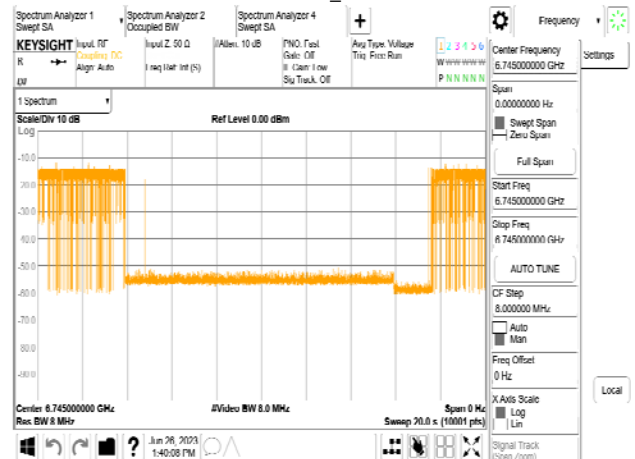 Spectrum Analyzer 1
Swept SA
Spectrum Analyzer 2
Occupied BW
Spectrum Analyzer 4
Swept SA
+
Frequency
KEYSIGHT
R
Input: RF
Coupling: DC
Align: Auto
Input Z: 50 Ω
Freq Ref: Int (S)
#Atten: 10 dB
PNO: Fast
Gate: Off
IF Gain: Low
Sig Track: Off
Avg Type: Voltage
Trig: Free Run
1 2 3 4 5 6
W W W W W W
P N N N N N
Center Frequency
6.745000000 GHz
Settings
Span
0.00000000 Hz
Swept Span
Zero Span
Full Span
Start Freq
6.745000000 GHz
Stop Freq
6.745000000 GHz
AUTO TUNE
CF Step
8.000000 MHz
Auto
Man
Freq Offset
0 Hz
X Axis Scale
Log
Lin
Signal Track
(Span Zoom)
Local
1 Spectrum
Scale/Div 10 dB
Ref Level 0.00 dBm
Log
-10.0
-20.0
-30.0
-40.0
-50.0
-60.0
-70.0
-80.0
-90.0
Center 6.745000000 GHz
#Video BW 8.0 MHz
Span 0 Hz
Res BW 8 MHz
Sweep 20.0 s (10001 pts)
?
Jun 26, 2023
1:40:08 PM